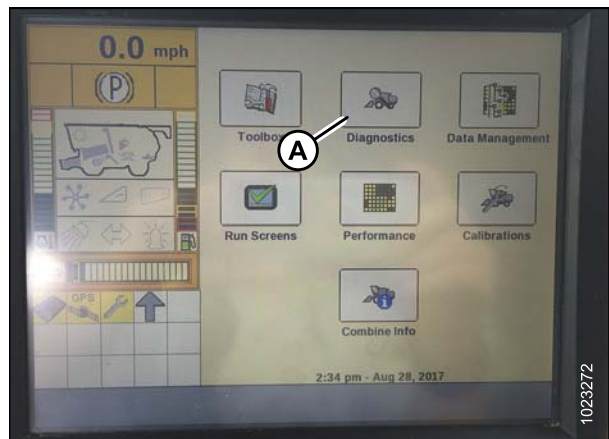 0.0 mph
(P)
Toolbox
A
Diagnostics
Data Management
Run Screens
Performance
Calibrations
GPS
Combine Info
2:34 pm - Aug 28, 2017
1023272